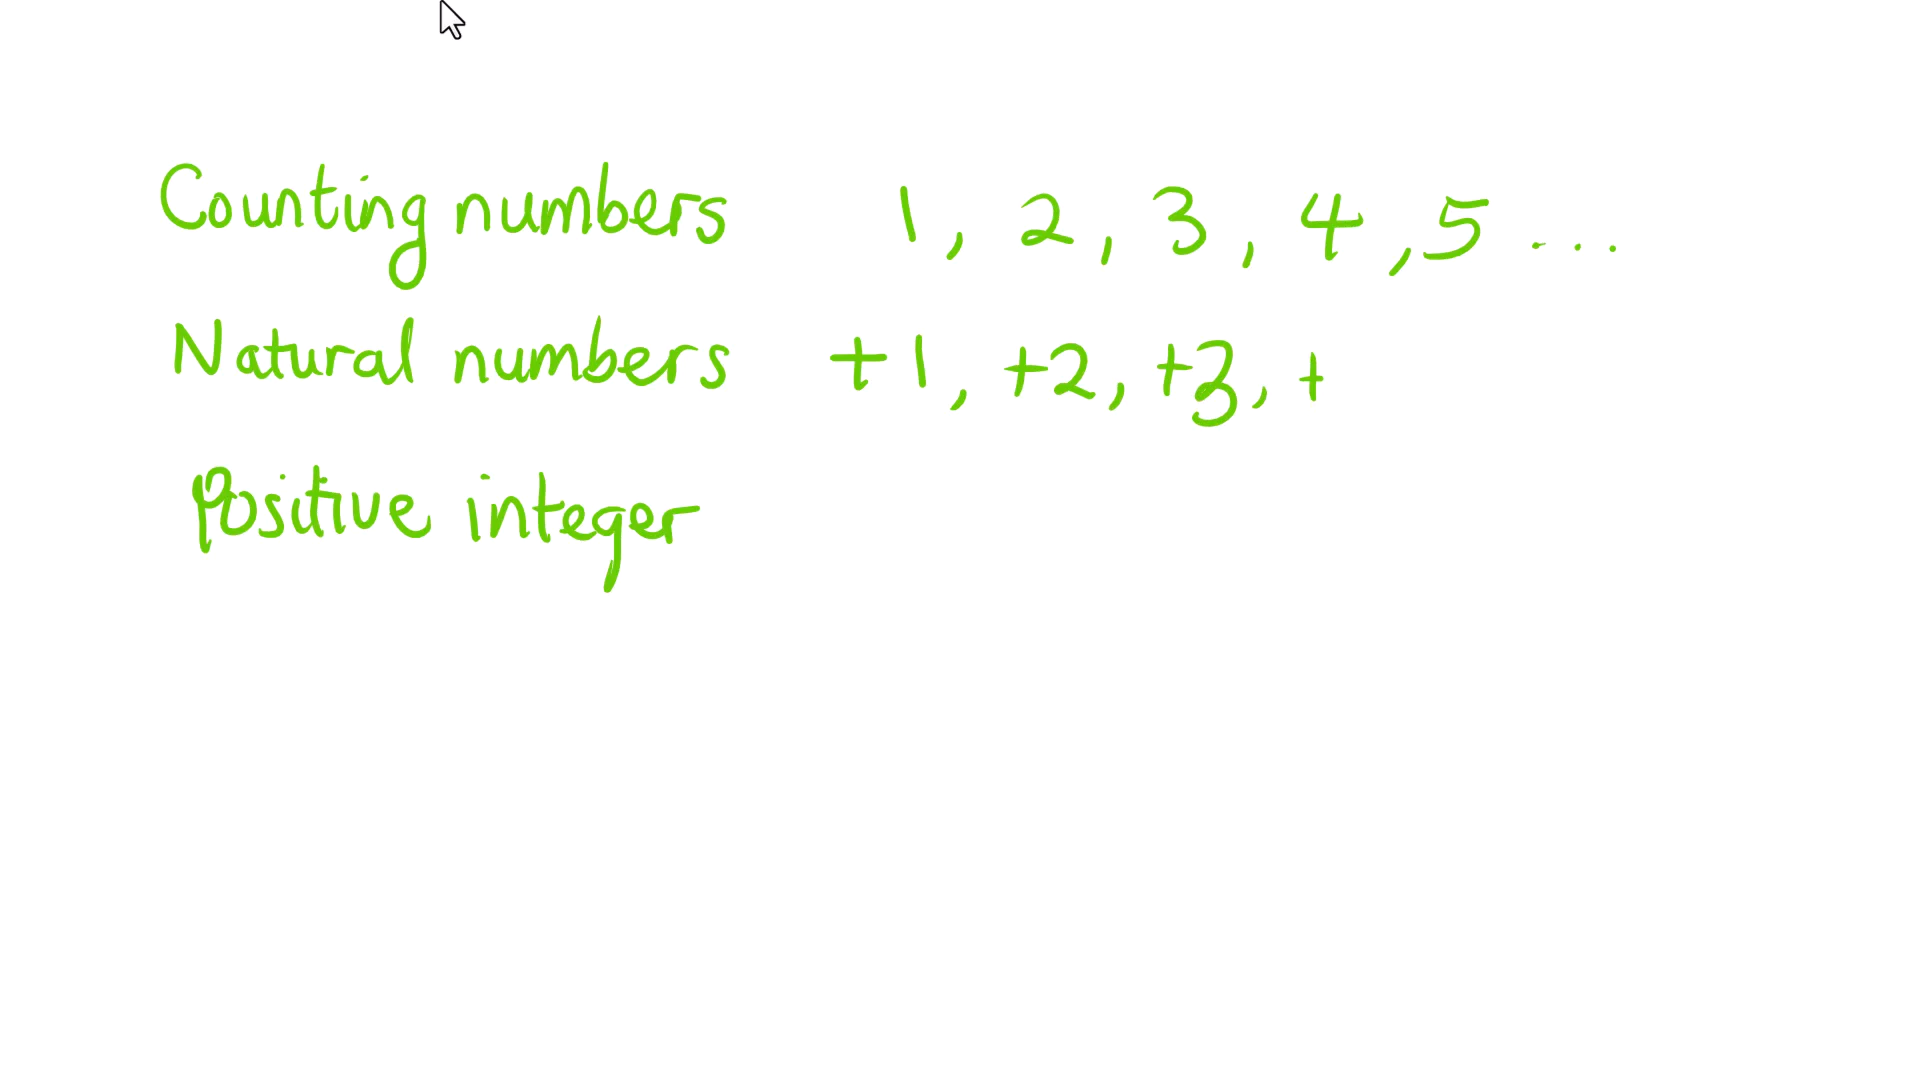 Counting numbers 1, 2, 3, 4, 5 ...
Natural numbers +1, +2, +3, +
Positive integer